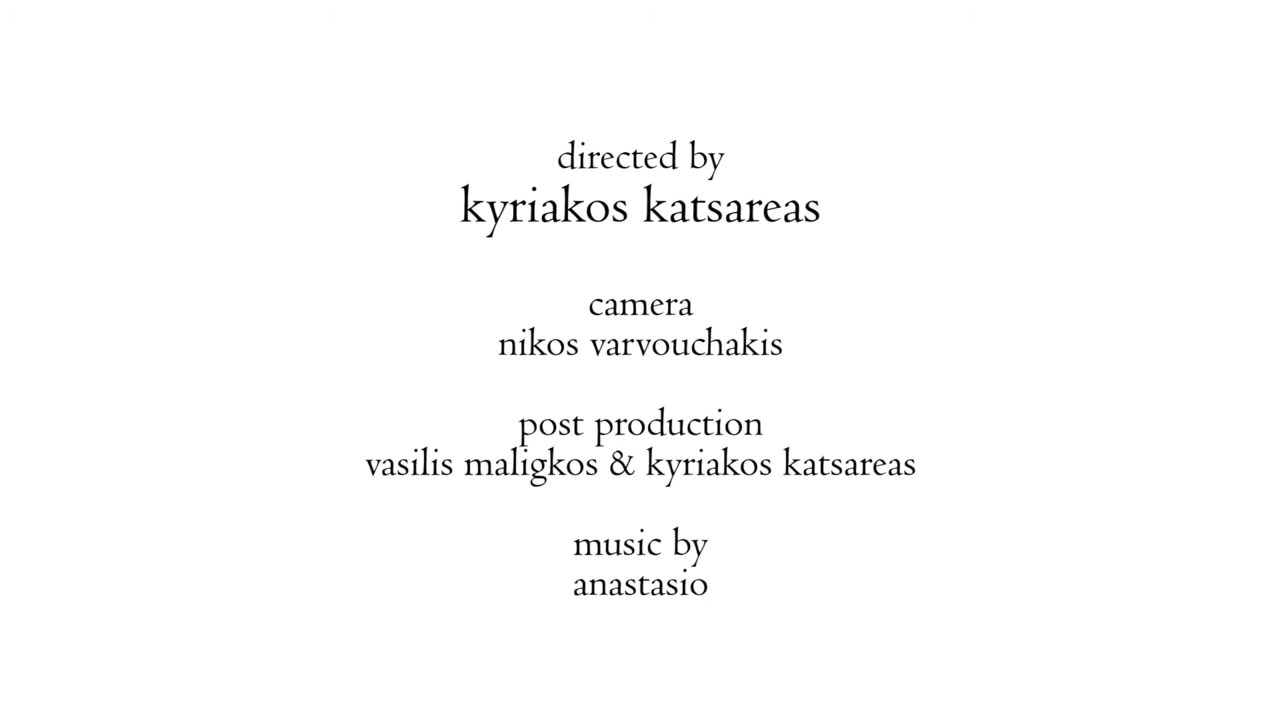 directed by
kyriakos katsareas
camera
nikos varvouchakis
post production
vasilis maligkos & kyriakos katsareas
music by
anastasio